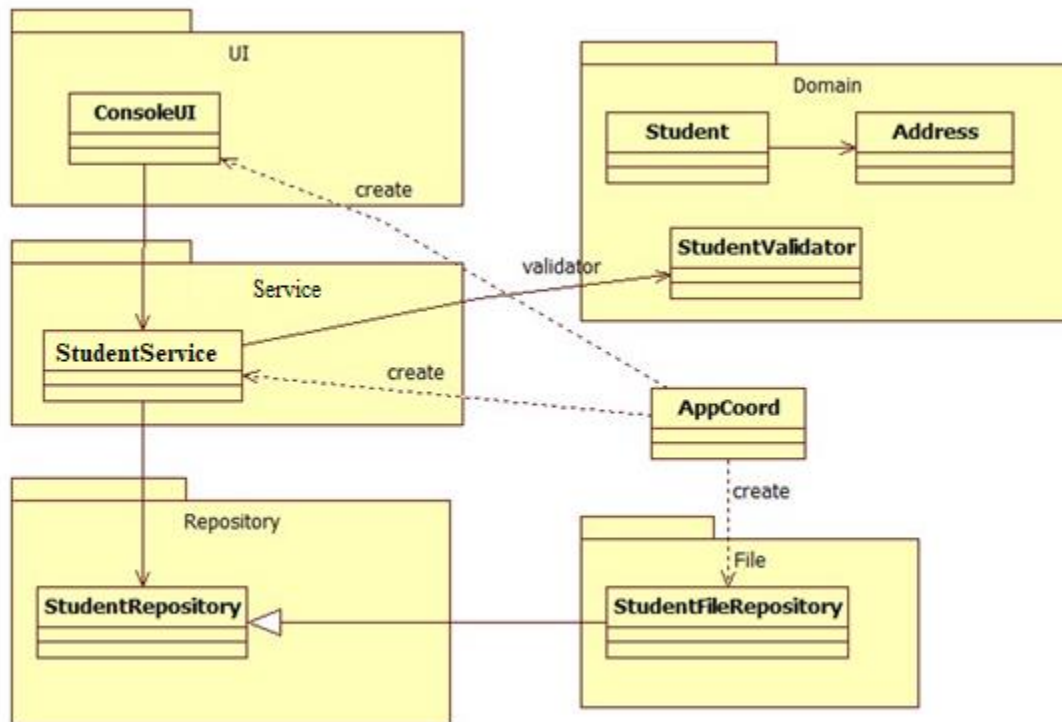 UI
ConsoleUI
Domain
Student
Address
StudentValidator
create
validator
Service
StudentService
create
AppCoord
create
Repository
StudentRepository
File
StudentFileRepository